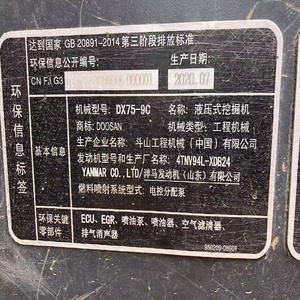 达到国家 GB 20891-2014 第三阶段排放标准
环保信息公开编号:
生产日期
CN FJ G3
000001
2020.07
环保信息标签
基本信息
机械型号: DX75-9C
名称: 液压式挖掘机
商标: DOOSAN
机械类型: 工程机械
生产企业名称: 斗山工程机械(中国)有限公司
发动机型号与生产厂名称: 4TNV94L-XDB24
YANMAR CO., LTD/洋马发动机(山东)有限公司
燃料喷射系统型式: 电控分配泵
环保关键零部件
ECU、EGR、喷油泵、喷油器、空气滤清器、
排气消声器
950209-03601